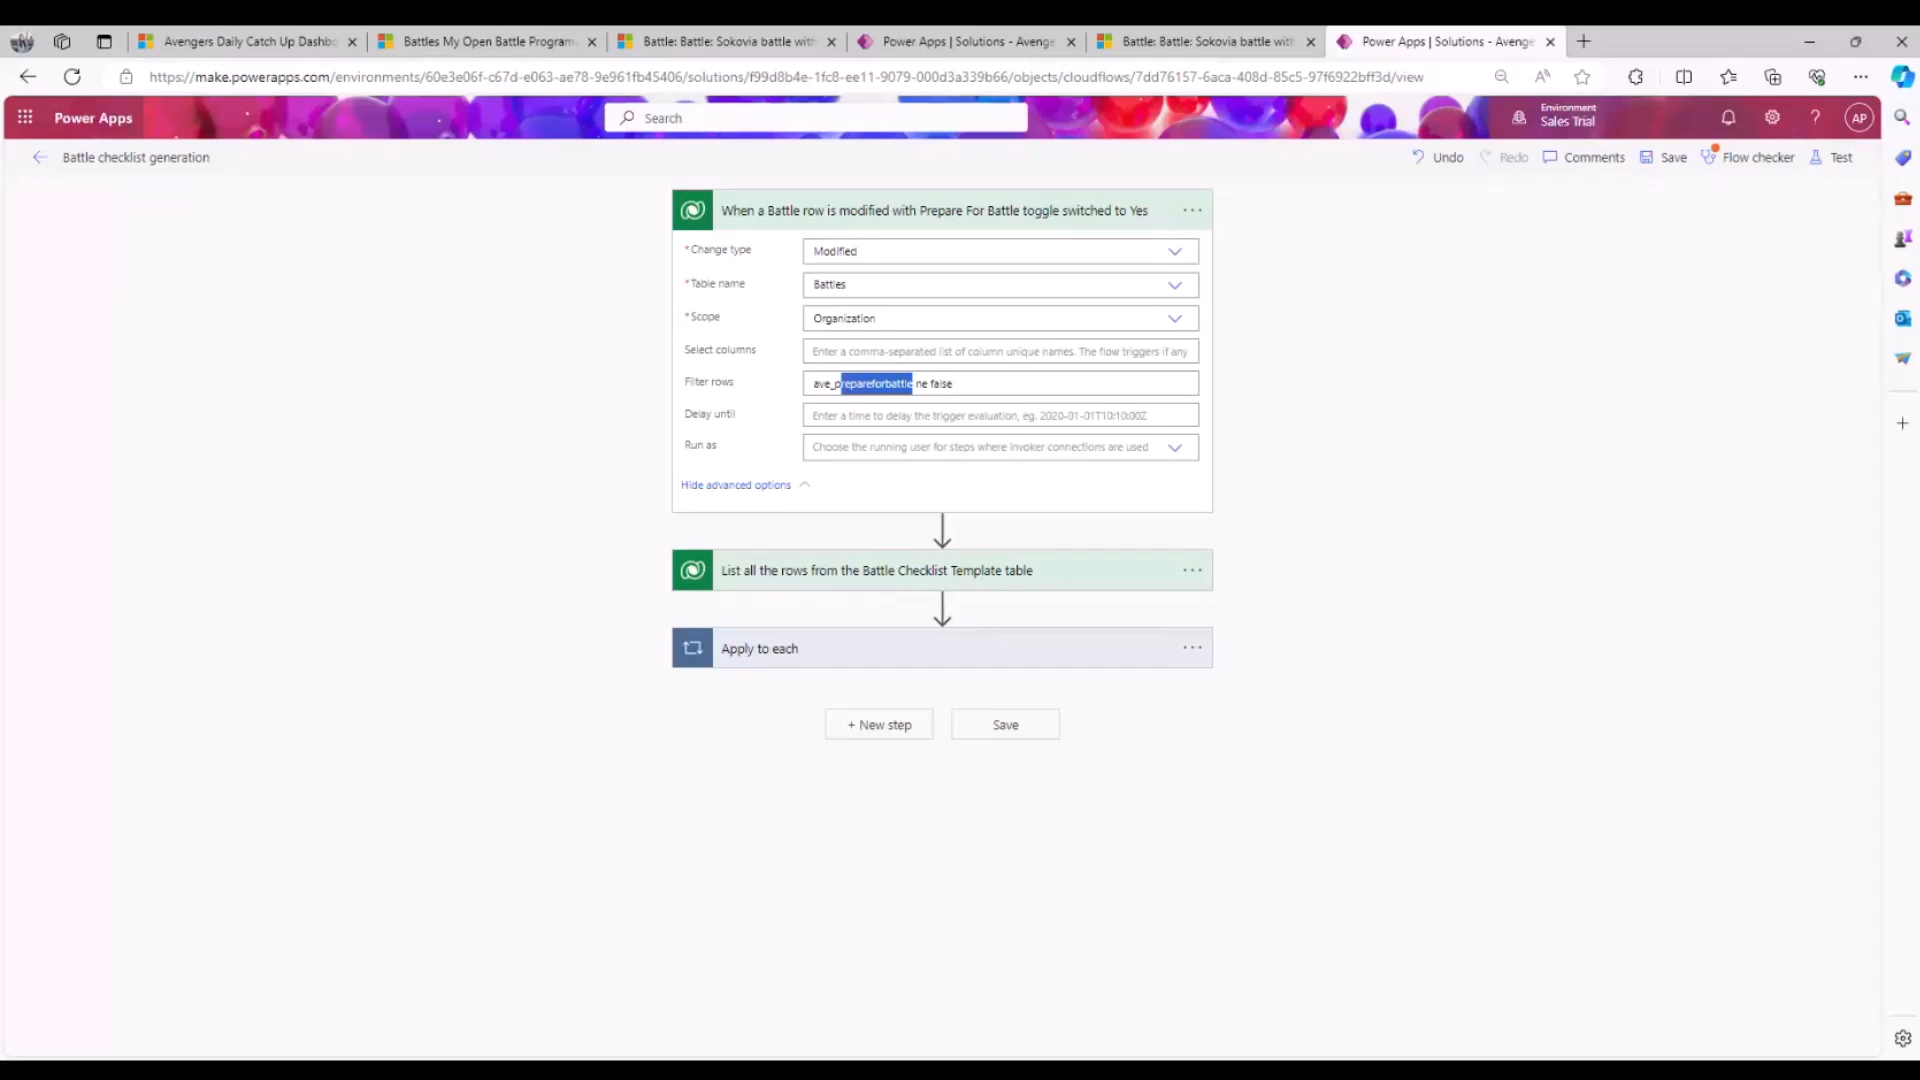 Avengers Daily Catch Up Dashbo
Battles My Open Battle Program
Battle: Battle: Sokovia battle with
Power Apps | Solutions - Avenge
Battle: Battle: Sokovia battle with
Power Apps | Solutions - Avenge
https://make.powerapps.com/environments/60e3e06f-c67d-e063-ae78-9e961fb45406/solutions/f99d8b4e-1fc8-ee11-9079-000d3a339b66/objects/cloudflows/7dd76157-6aca-408d-85c5-97f6922bff3d/view
Power Apps
Search
Environment
Sales Trial
AP
Battle checklist generation
Undo
Redo
Comments
Save
Flow checker
Test
When a Battle row is modified with Prepare For Battle toggle switched to Yes
*Change type
Modified
*Table name
Battles
*Scope
Organization
Select columns
Enter a comma-separated list of column unique names. The flow triggers if any
Filter rows
ave_prepareforbattle ne false
Delay until
Enter a time to delay the trigger evaluation, eg. 2020-01-01T10:10:00Z
Run as
Choose the running user for steps where invoker connections are used
Hide advanced options
List all the rows from the Battle Checklist Template table
Apply to each
+ New step
Save